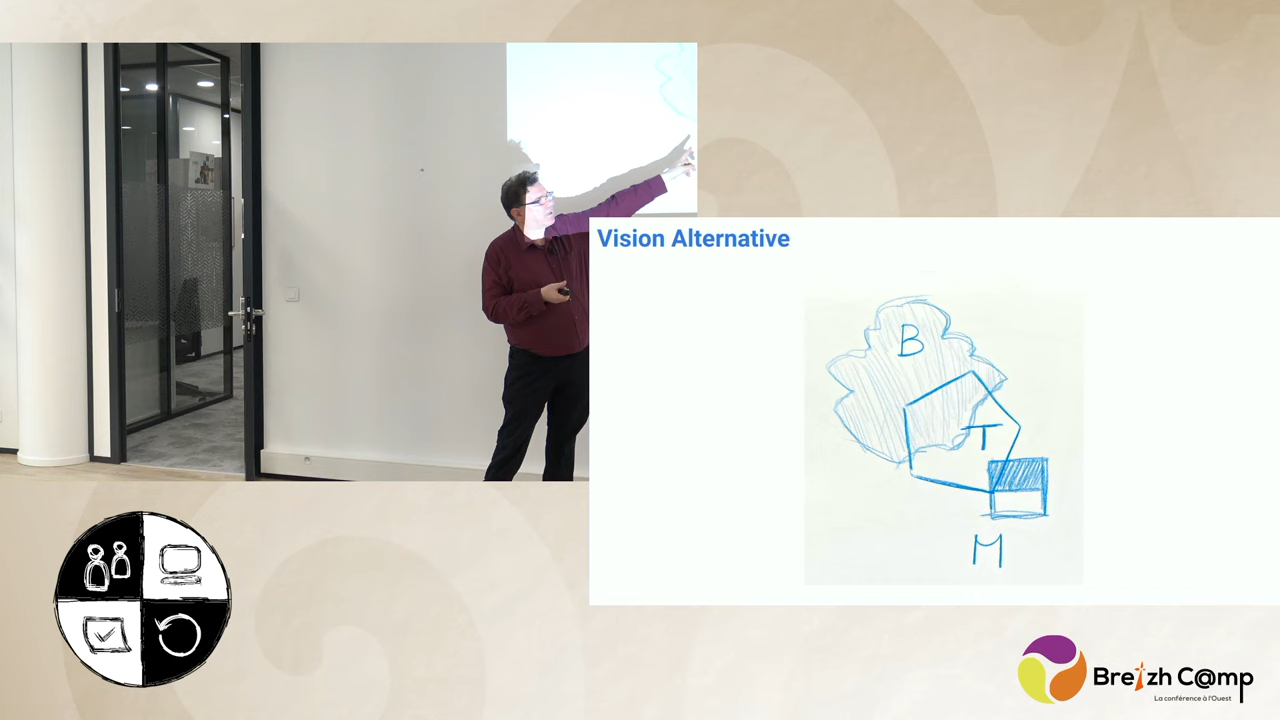 Vision Alternative
B
T
M
Breizh C@mp
La conférence à l'Ouest